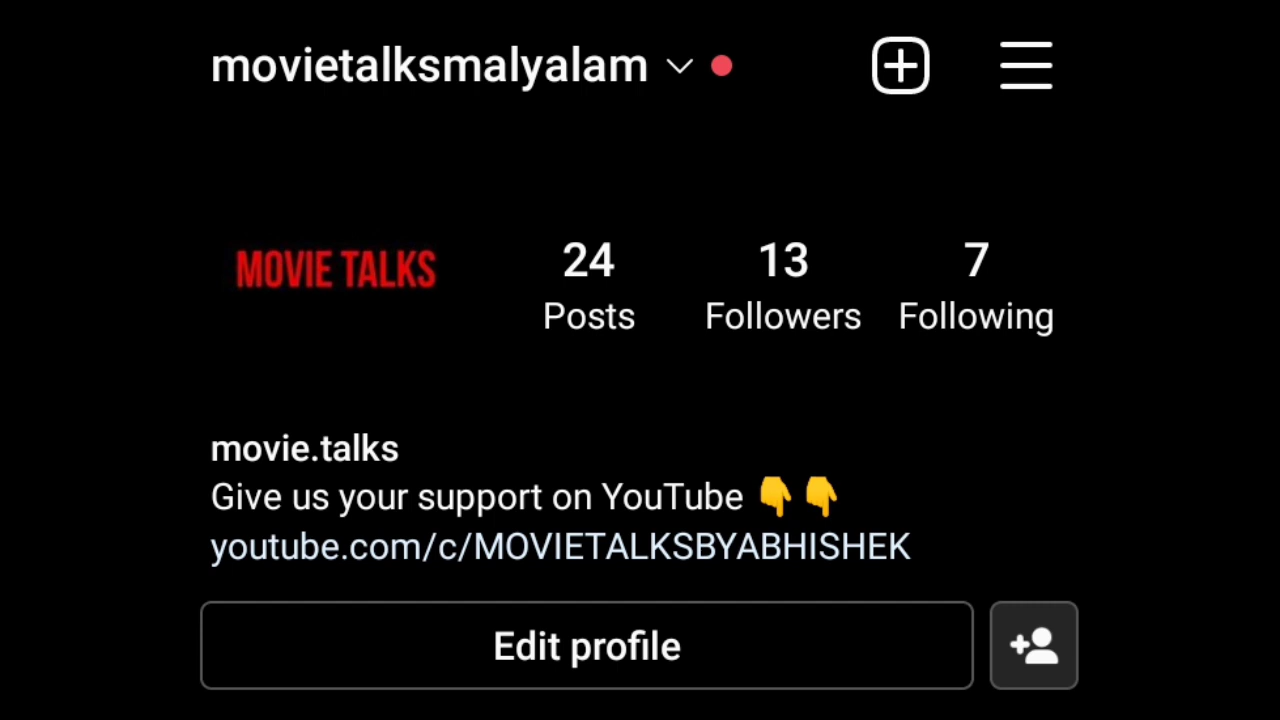 movietalksmalyalam
MOVIE TALKS
24
Posts
13
Followers
7
Following
movie.talks
Give us your support on YouTube 👇👇
youtube.com/c/MOVIETALKSBYABHISHEK
Edit profile